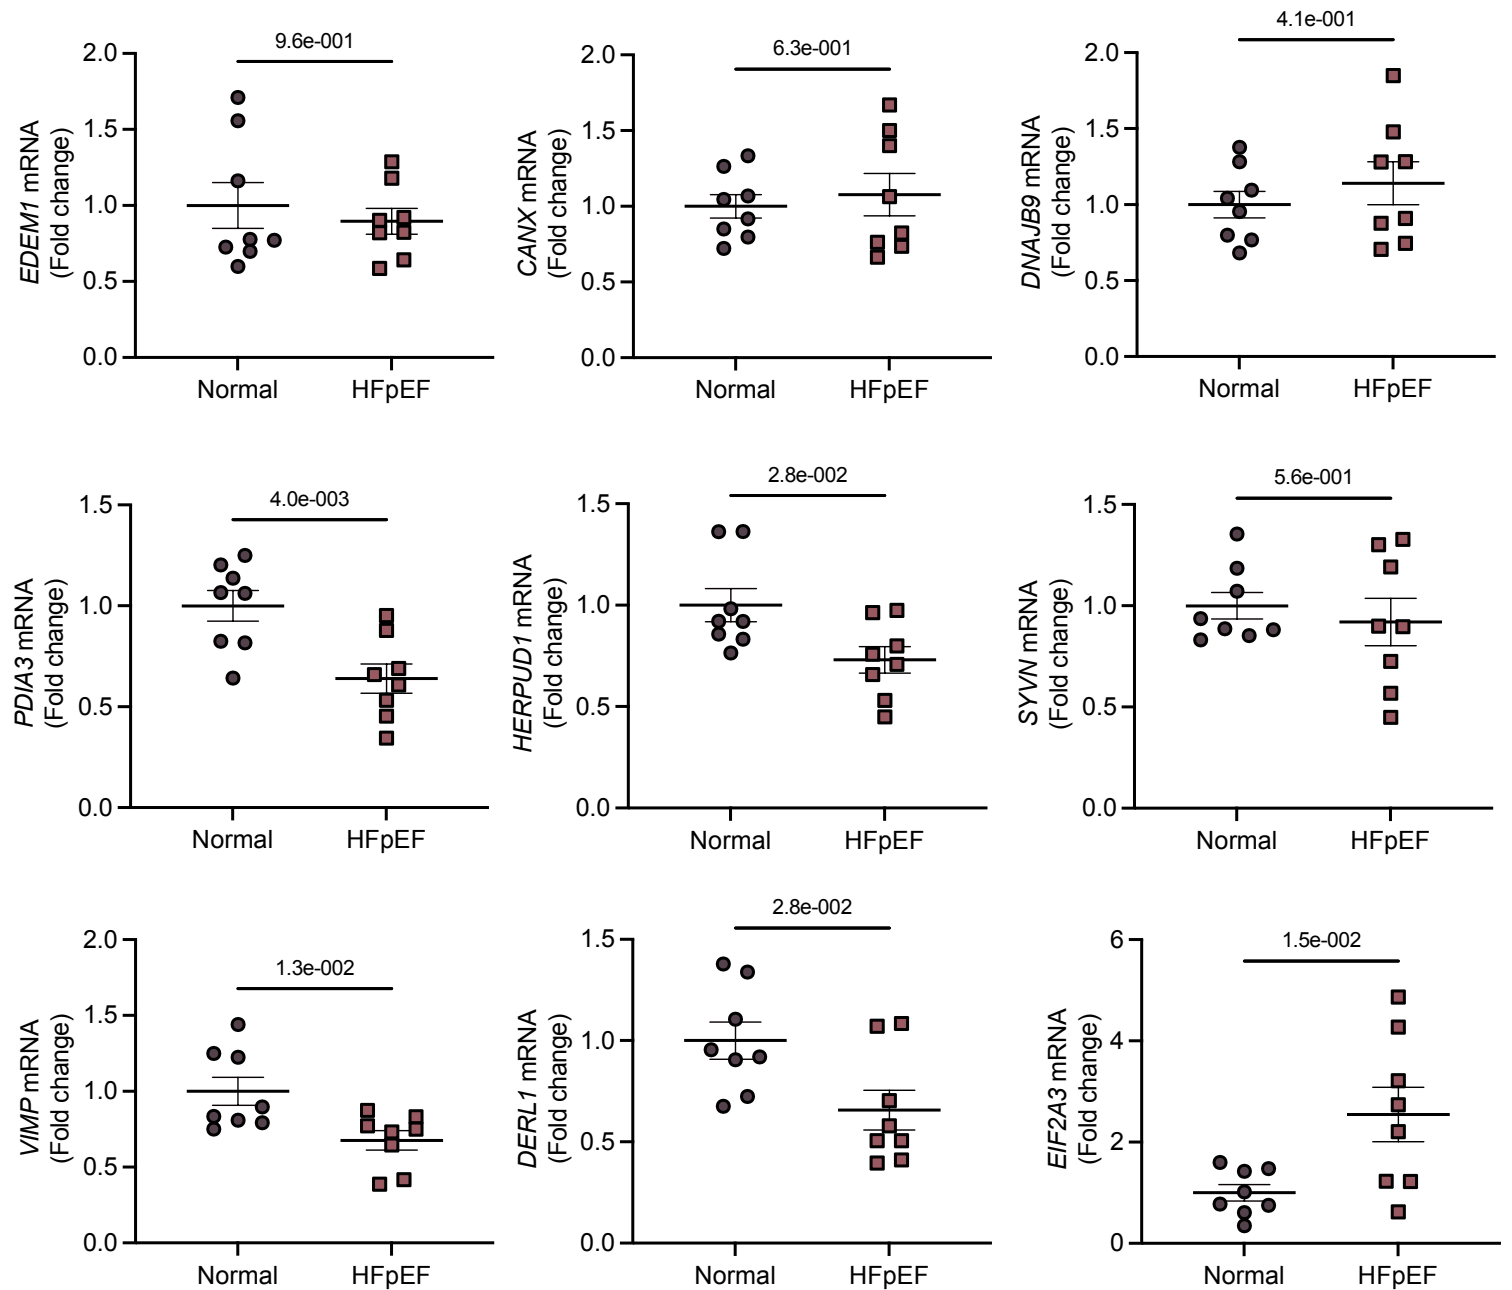 9.6e-001
2.0
1.5
1.0
0.5
0.0
EDEM1 mRNA
(Fold change)
Normal
HFpEF
6.3e-001
2.0
1.5
1.0
0.5
0.0
CANX mRNA
(Fold change)
Normal
HFpEF
4.1e-001
2.0
1.5
1.0
0.5
0.0
DNAJB9 mRNA
(Fold change)
Normal
HFpEF
4.0e-003
1.5
1.0
0.5
0.0
PDIA3 mRNA
(Fold change)
Normal
HFpEF
2.8e-002
1.5
1.0
0.5
0.0
HERPUD1 mRNA
(Fold change)
Normal
HFpEF
5.6e-001
1.5
1.0
0.5
0.0
SYVN mRNA
(Fold change)
Normal
HFpEF
1.3e-002
2.0
1.5
1.0
0.5
0.0
VIMP mRNA
(Fold change)
Normal
HFpEF
2.8e-002
1.5
1.0
0.5
0.0
DERL1 mRNA
(Fold change)
Normal
HFpEF
1.5e-002
6
4
2
0
EIF2A3 mRNA
(Fold change)
Normal
HFpEF